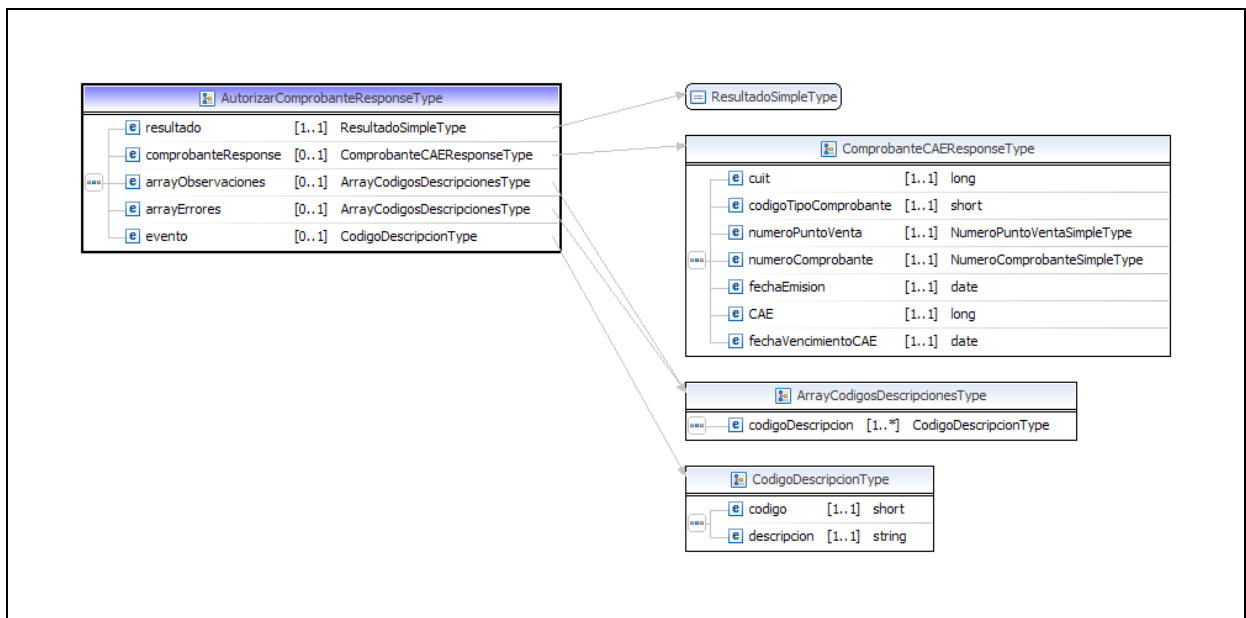 AutorizarComprobanteResponseType
e resultado [1..1] ResultadoSimpleType
e comprobanteResponse [0..1] ComprobanteCAEResponseType
e arrayObservaciones [0..1] ArrayCodigosDescripcionesType
e arrayErrores [0..1] ArrayCodigosDescripcionesType
e evento [0..1] CodigoDescripcionType
ResultadoSimpleType
ComprobanteCAEResponseType
e cuit [1..1] long
e codigoTipoComprobante [1..1] short
e numeroPuntoVenta [1..1] NumeroPuntoVentaSimpleType
e numeroComprobante [1..1] NumeroComprobanteSimpleType
e fechaEmision [1..1] date
e CAE [1..1] long
e fechaVencimientoCAE [1..1] date
ArrayCodigosDescripcionesType
e codigoDescripcion [1..*] CodigoDescripcionType
CodigoDescripcionType
e codigo [1..1] short
e descripcion [1..1] string